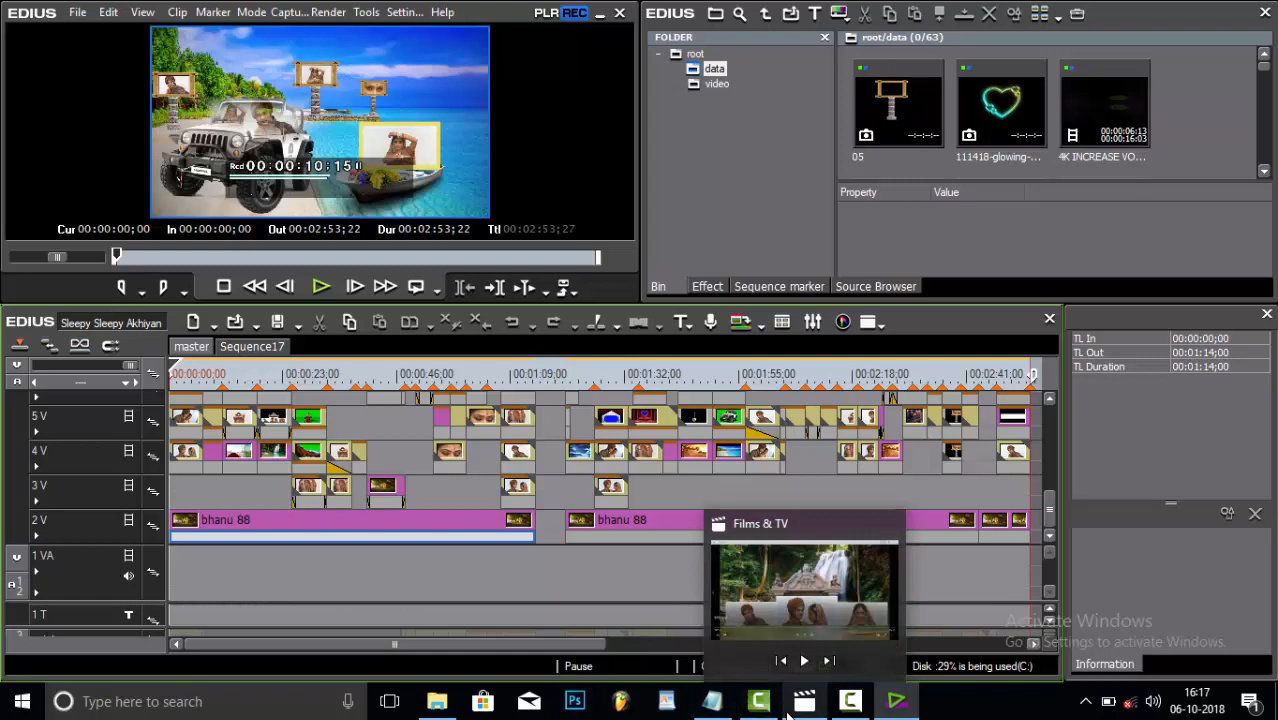 File Edit View Clip Marker Mode Captu... Render Tools Settin... Help PLR REC
Rcd 00:00:10;15
Cur 00:00:00;00 In 00:00:00;00 Out 00:02:53;22 Dur 00:02:53;22 Ttl 00:02:53;27
EDIUS
FOLDER
root
data
video
root/data (0/63)
--:--:--;--
--:--:--;--
00:00:06;13
00:00:16;03
05 111418-glowing-... 4K INCREASE VO...
Property Value
Bin Effect Sequence marker Source Browser
EDIUS Sleepy Sleepy Akhiyan
master Sequence17
00:00:00;00 00:00:23;00 00:00:46;00 00:01:09;00 00:01:32;00 00:01:55;00 00:02:18;00 00:02:41;00
5 V
4 V
3 V
2 V bhanu 88 bhanu 88
1 VA
1 T
TL In 00:00:00;00
TL Out 00:01:14;00
TL Duration 00:01:14;00
Films & TV
Activate Windows
Go to Settings to activate Windows.
Pause
Disk :29% is being used(C:)
Information
Type here to search
16:17
06-10-2018